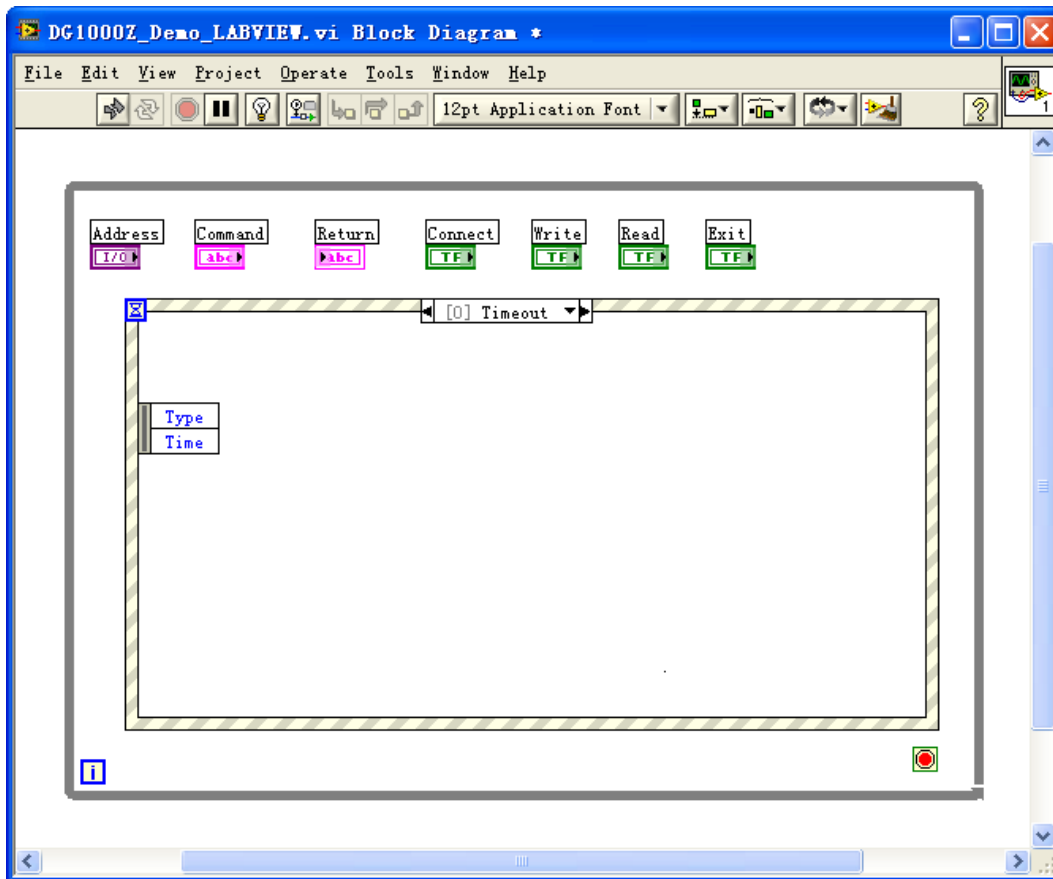 DG1000Z_Demo_LABVIEW.vi Block Diagram *
File Edit View Project Operate Tools Window Help
12pt Application Font
?
1
Address Command Return Connect Write Read Exit
I/O abc abc TF TF TF TF
[0] Timeout
Type
Time
i